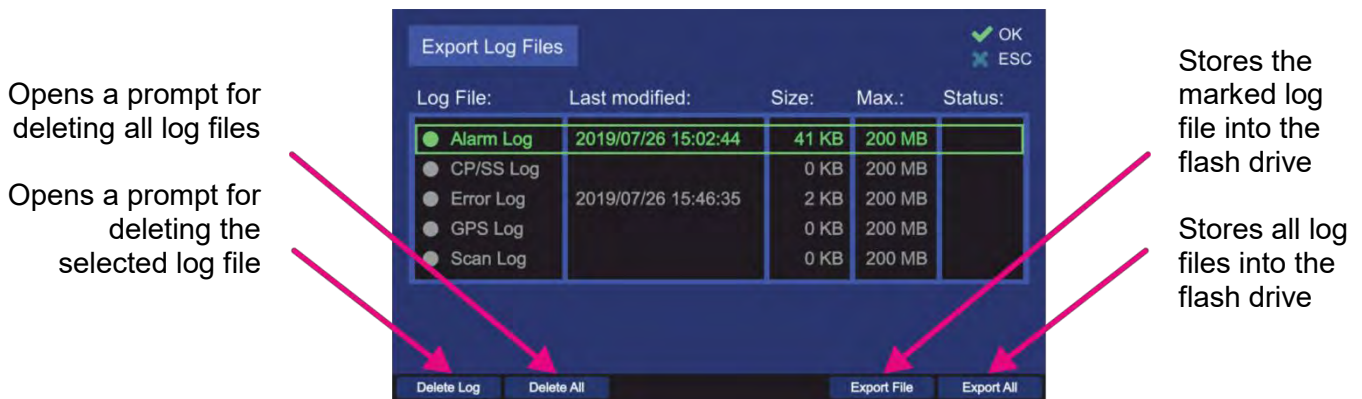 Opens a prompt for
deleting all log files
Opens a prompt for
deleting the
selected log file
Export Log Files
OK
ESC
Log File: Last modified: Size: Max.: Status:
Alarm Log 2019/07/26 15:02:44 41 KB 200 MB
CP/SS Log 0 KB 200 MB
Error Log 2019/07/26 15:46:35 2 KB 200 MB
GPS Log 0 KB 200 MB
Scan Log 0 KB 200 MB
Delete Log Delete All Export File Export All
Stores the
marked log
file into the
flash drive
Stores all log
files into the
flash drive